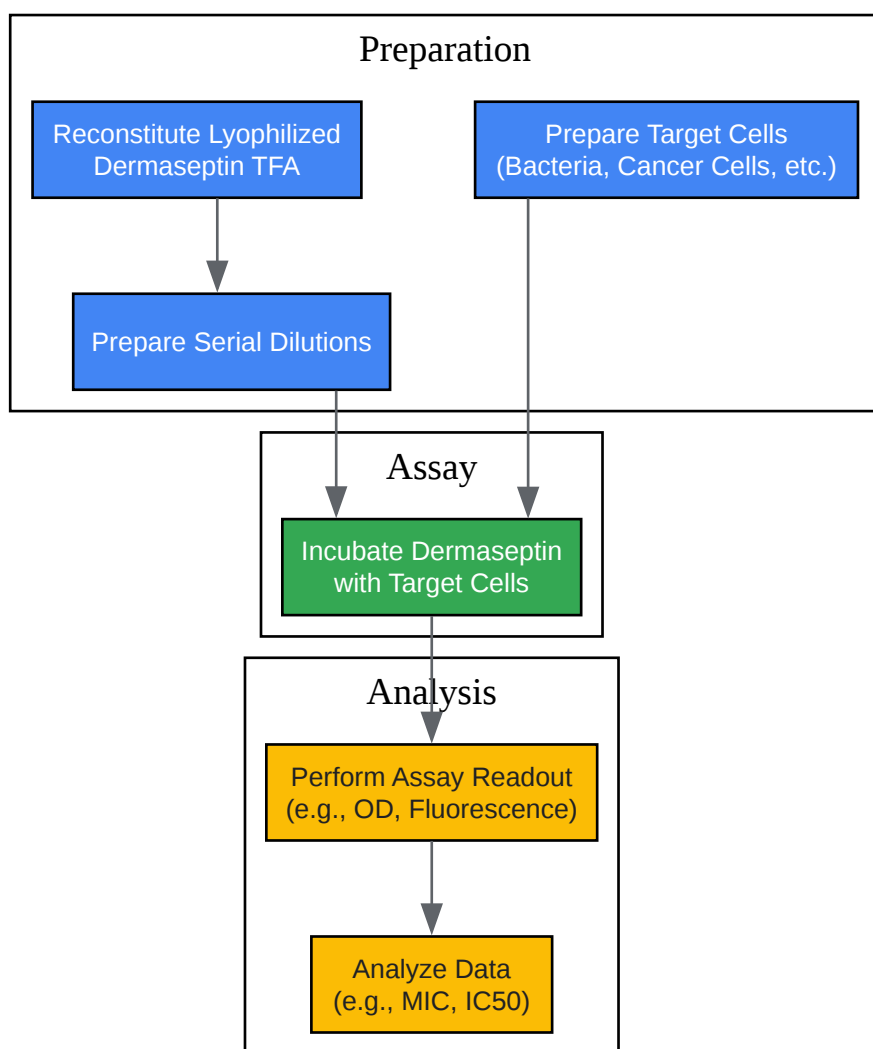 Preparation
Reconstitute Lyophilized
Dermaseptin TFA
Prepare Target Cells
(Bacteria, Cancer Cells, etc.)
Prepare Serial Dilutions
Assay
Incubate Dermaseptin
with Target Cells
Analysis
Perform Assay Readout
(e.g., OD, Fluorescence)
Analyze Data
(e.g., MIC, IC50)